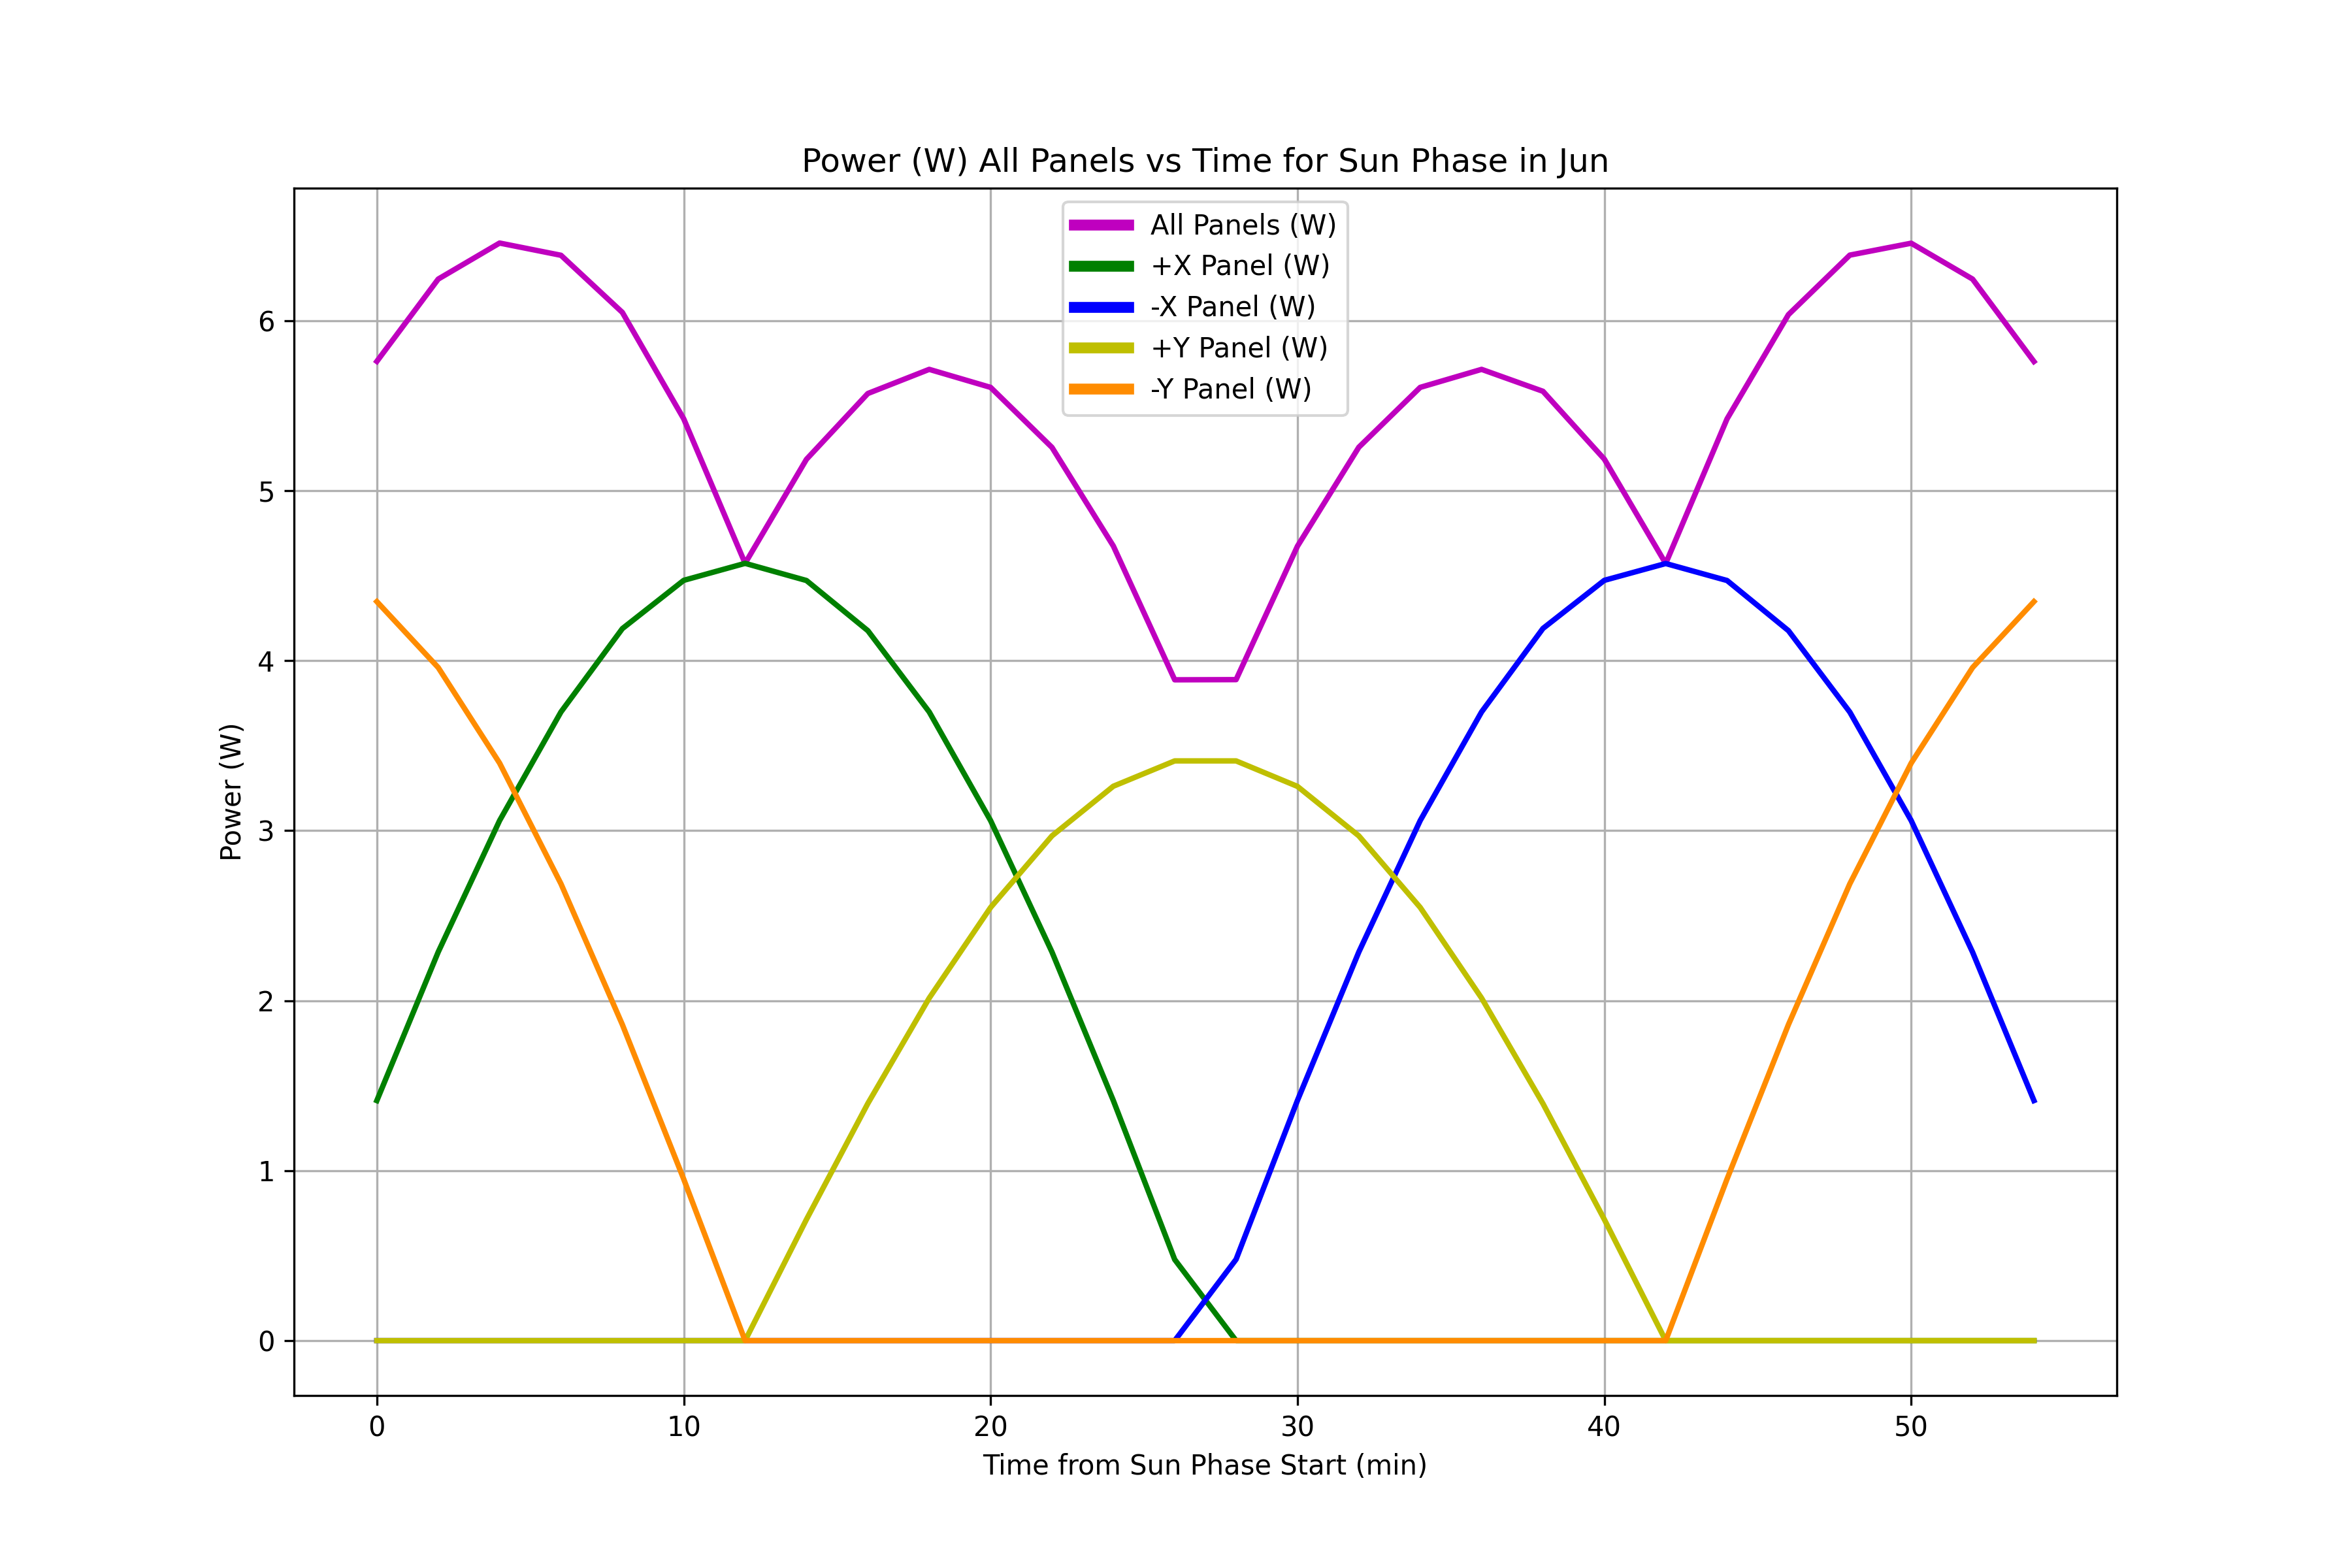 Power (W) All Panels vs Time for Sun Phase in Jun
All Panels (W)
+X Panel (W)
-X Panel (W)
+Y Panel (W)
-Y Panel (W)
Power (W)
6
5
4
3
2
1
0
0 10 20 30 40 50
Time from Sun Phase Start (min)